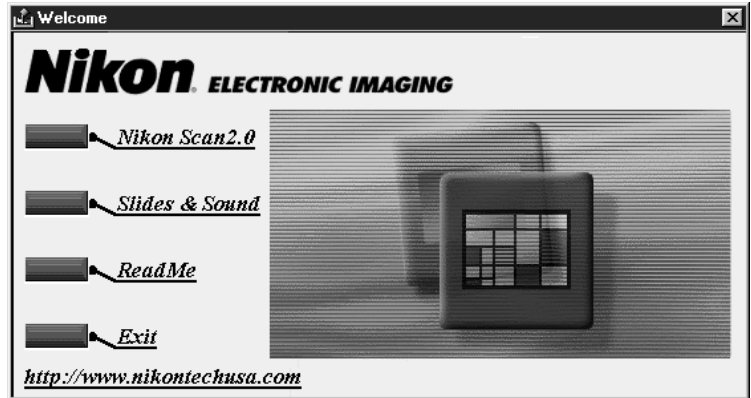 Welcome
Nikon ELECTRONIC IMAGING
Nikon Scan2.0
Slides & Sound
ReadMe
Exit
http://www.nikontechusa.com